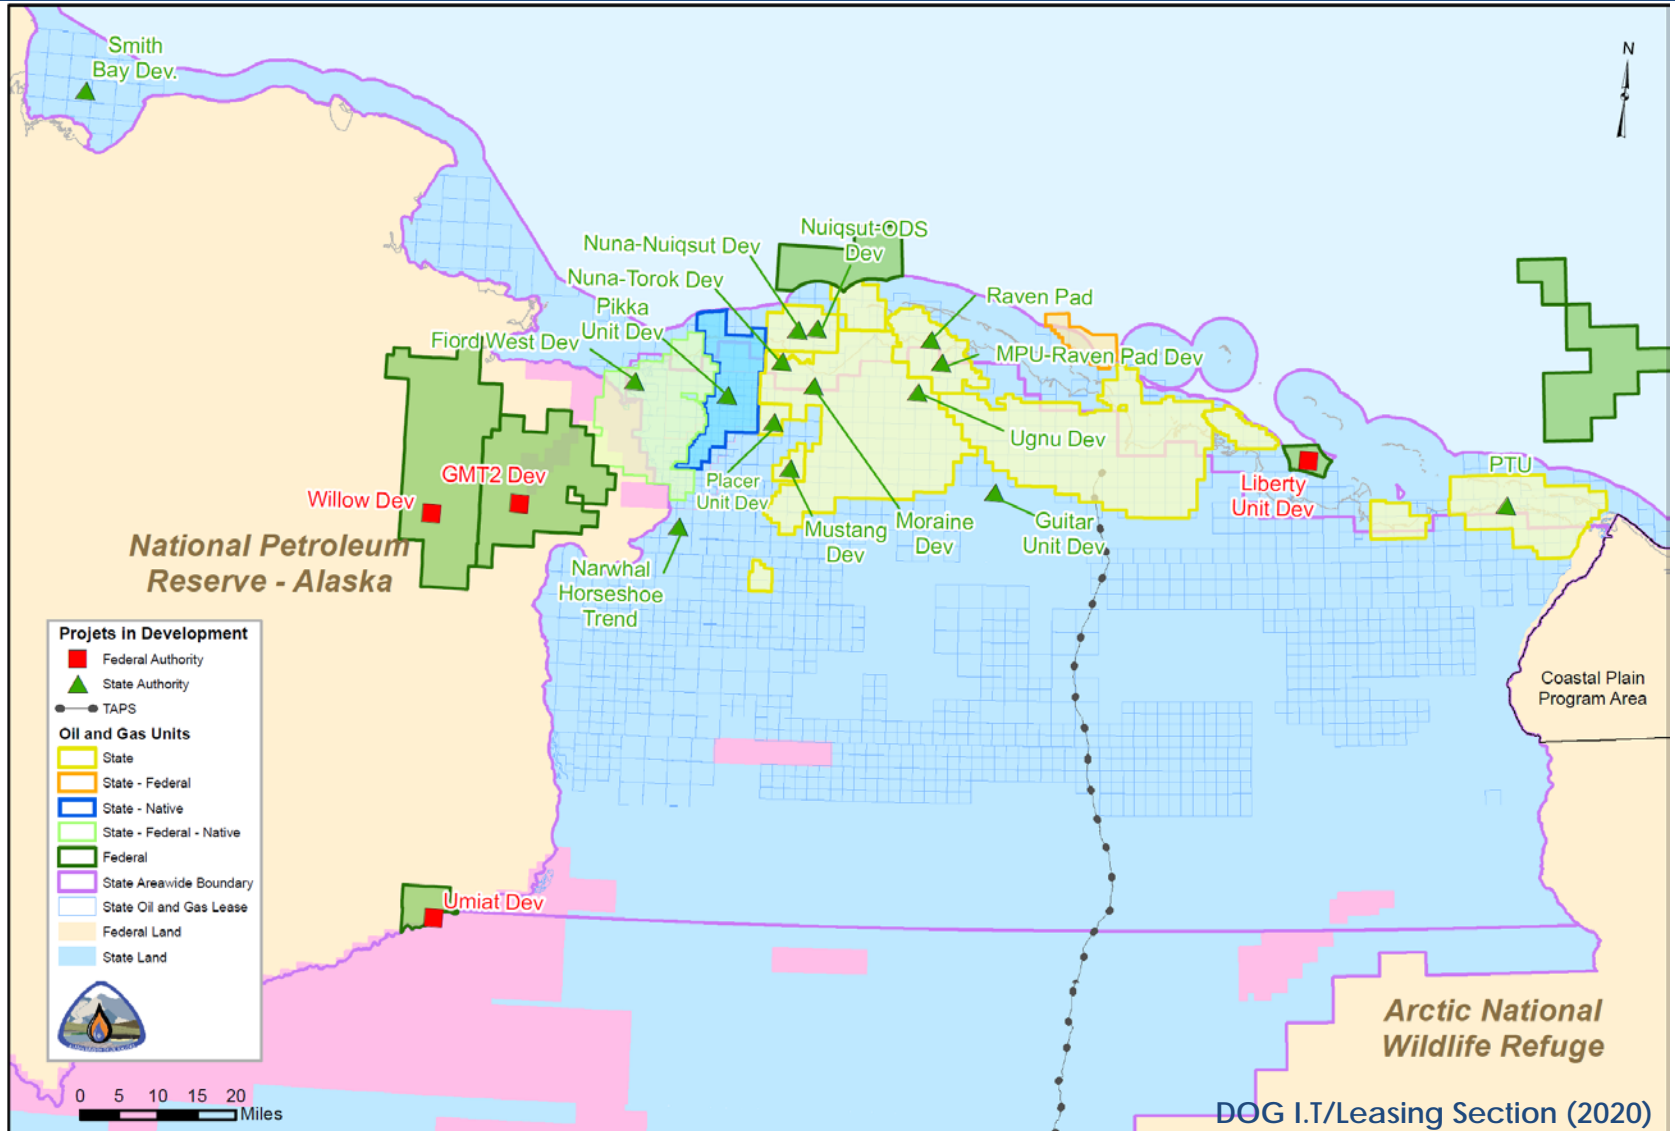 Smith
Bay Dev.
N
Nuiqsut-ODS
Dev
Nuna-Nuiqsut Dev
Nuna-Torok Dev
Pikka
Unit Dev
Fiord West Dev
Raven Pad
MPU-Raven Pad Dev
Ugnu Dev
Placer
Unit Dev
Mustang
Dev
Moraine
Dev
Guitar
Unit Dev
Liberty
Unit Dev
PTU
GMT2 Dev
Willow Dev
National Petroleum
Reserve - Alaska
Narwhal
Horseshoe
Trend
Coastal Plain
Program Area
Projets in Development
Federal Authority
State Authority
TAPS
Oil and Gas Units
State
State - Federal
State - Native
State - Federal - Native
Federal
State Areawide Boundary
State Oil and Gas Lease
Federal Land
State Land
Umiat Dev
Arctic National
Wildlife Refuge
0 5 10 15 20
Miles
DOG I.T/Leasing Section (2020)